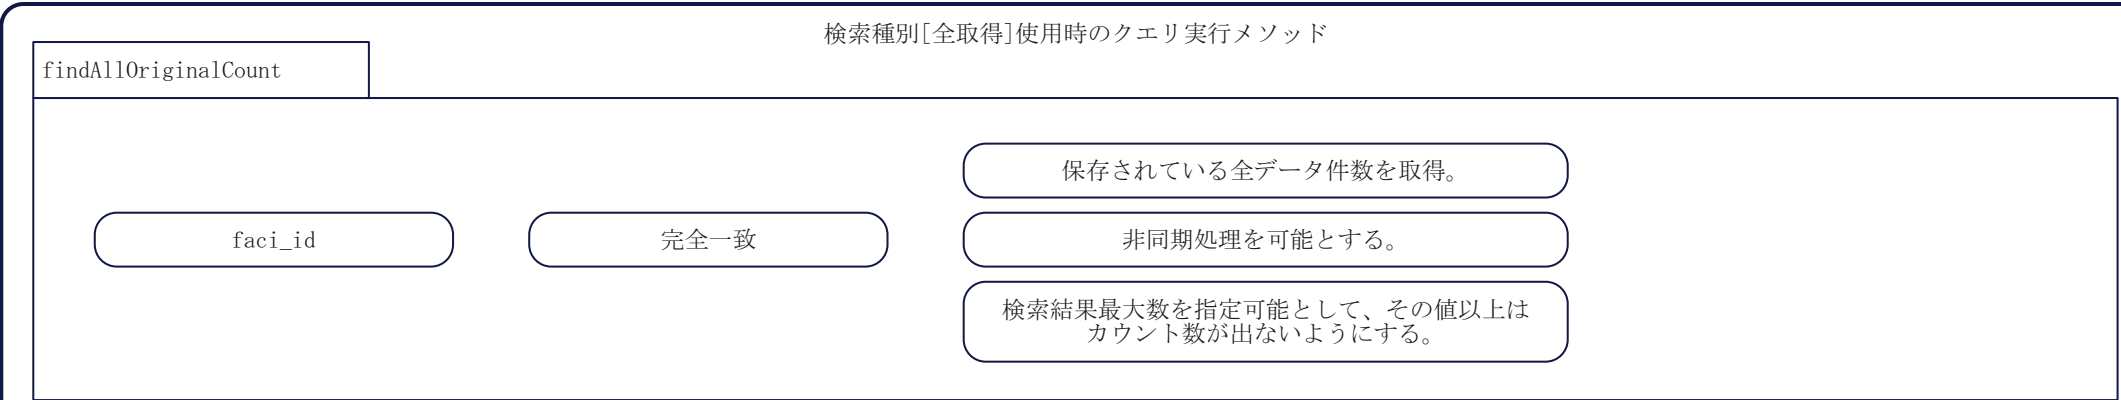 検索種別[全取得]使用時のクエリ実行メソッド
findAllOriginalCount
保存されている全データ件数を取得。
faci_id
完全一致
非同期処理を可能とする。
検索結果最大数を指定可能として、その値以上は
カウント数が出ないようにする。